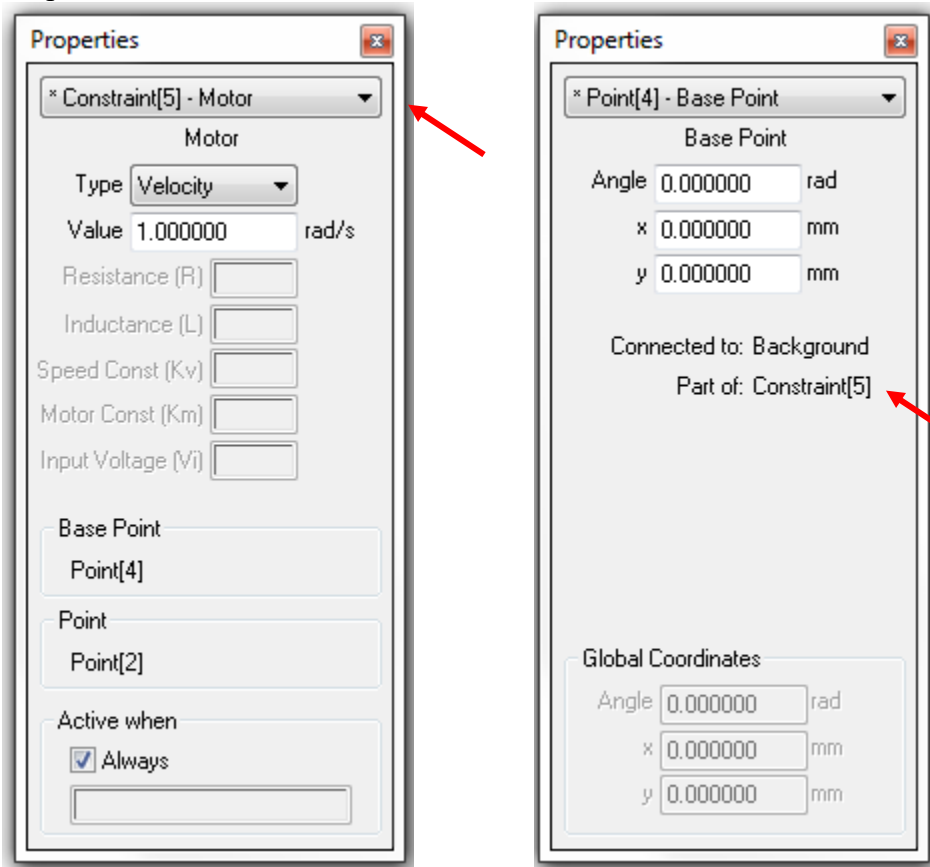 Properties
* Constraint[5] - Motor
Motor
Type Velocity
Value 1.000000 rad/s
Resistance (R)
Inductance (L)
Speed Const (Kv)
Motor Const (Km)
Input Voltage (Vi)
Base Point
Point[4]
Point
Point[2]
Active when
Always
Properties
* Point[4] - Base Point
Base Point
Angle 0.000000 rad
x 0.000000 mm
y 0.000000 mm
Connected to: Background
Part of: Constraint[5]
Global Coordinates
Angle 0.000000 rad
x 0.000000 mm
y 0.000000 mm